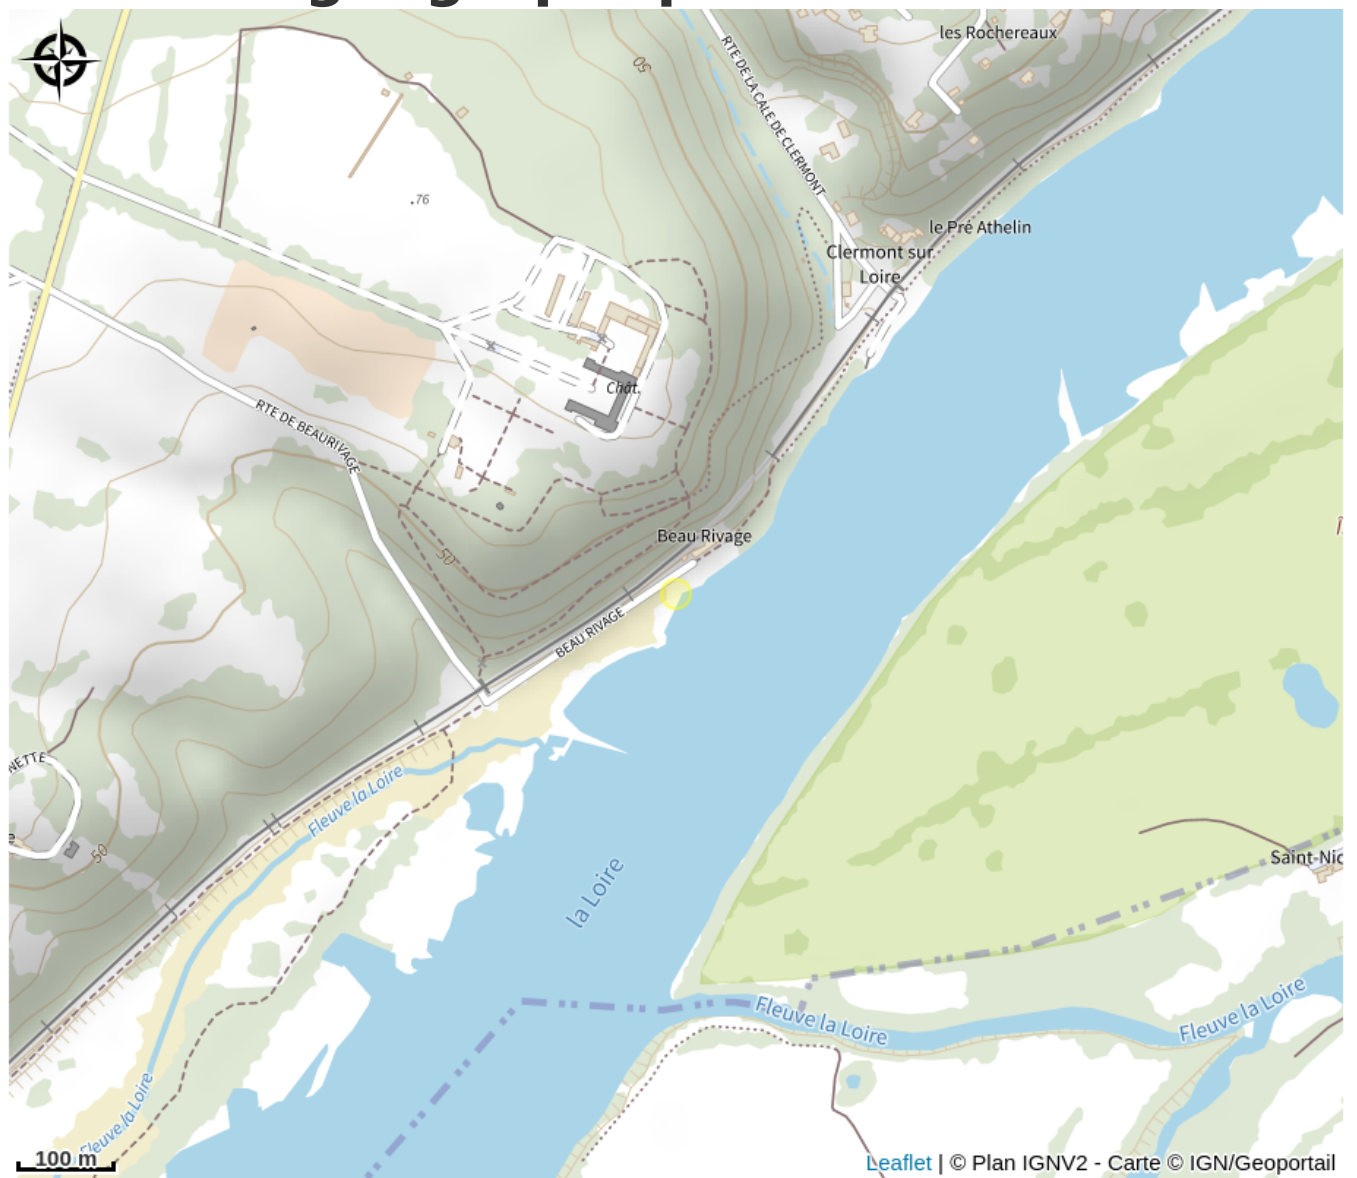 les Rochereaux
50
RTE DE LA CALE DE CLERMONT
.76
le Pré Athelin
Clermont sur
Loire
Chât.
RTE DE BEAURIVAGE
Beau Rivage
50
BEAU RIVAGE
NETTE
Fleuve la Loire
e
50
Saint-Nic
la Loire
Fleuve la Loire
Fleuve la Loire
Fleuve la Loire
100 m
Leaflet | © Plan IGNV2 - Carte © IGN/Geoportail